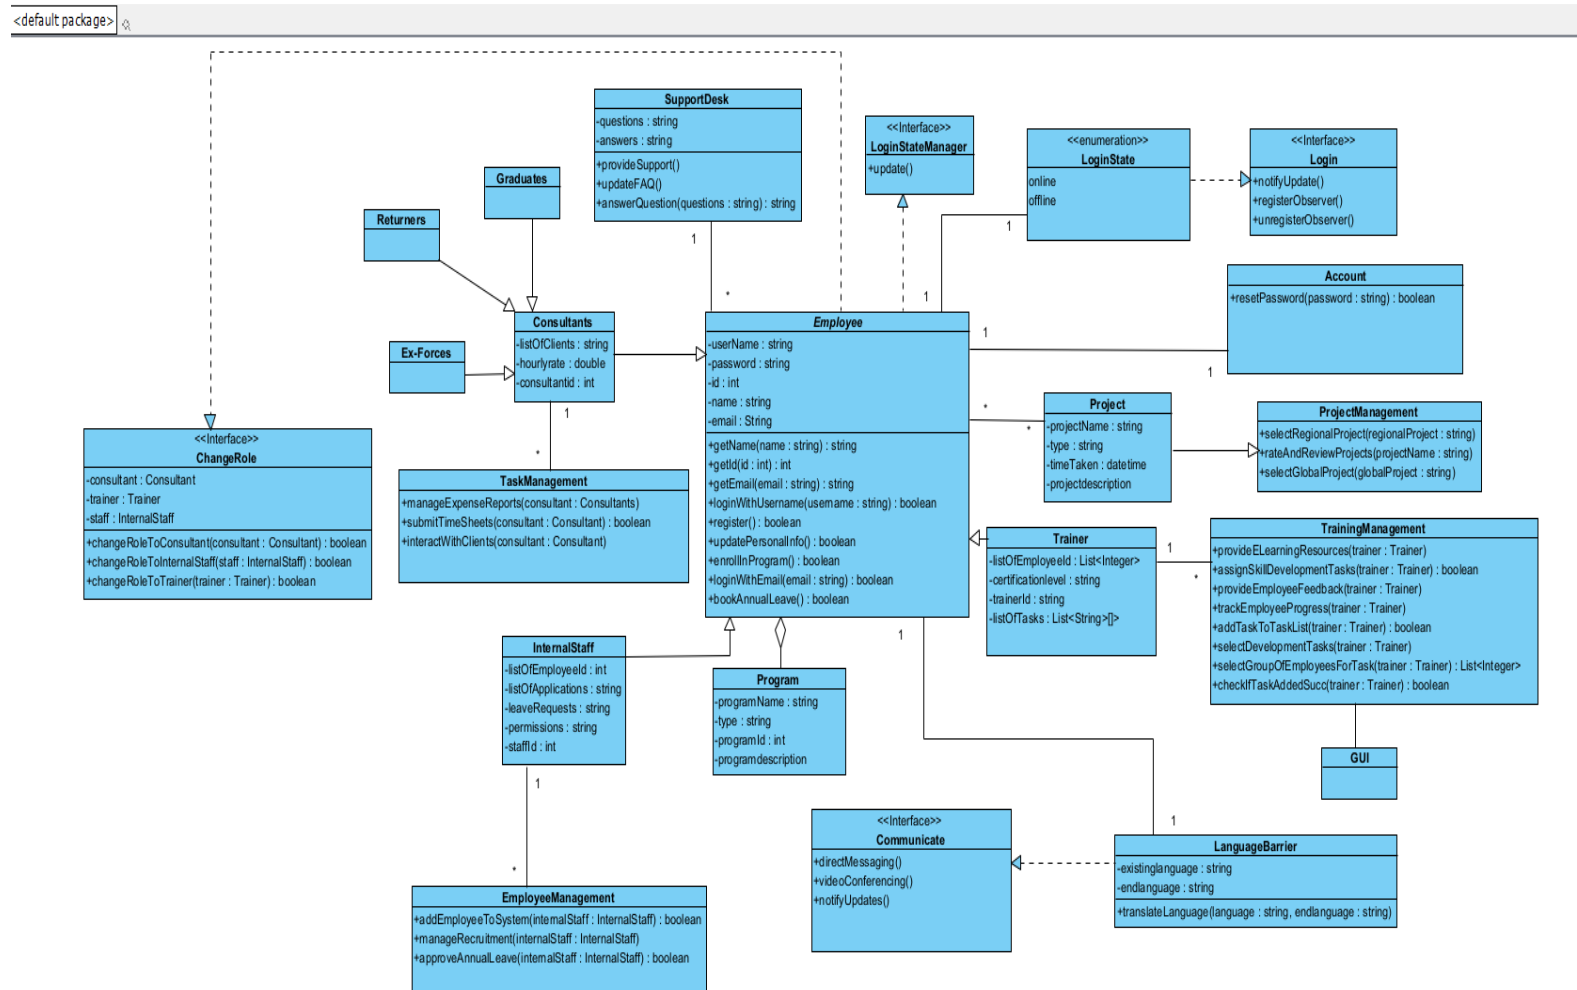 <default package>
SupportDesk
-questions : string
-answers : string
+provideSupport()
+updateFAQ()
+answerQuestion(questions : string) : string
<<Interface>>
LoginStateManager
+update()
<<enumeration>>
LoginState
online
offline
<<Interface>>
Login
+notifyUpdate()
+registerObserver()
+unregisterObserver()
Graduates
Returners
Ex-Forces
Consultants
-listOfClients : string
-hourlyrate : double
-consultantid : int
Employee
-userName : string
-password : string
-id : int
-name : string
-email : String
+getName(name : string) : string
+getId(id : int) : int
+getEmail(email : string) : string
+loginWithUsername(username : string) : boolean
+register() : boolean
+updatePersonalInfo() : boolean
+enrollInProgram() : boolean
+loginWithEmail(email : string) : boolean
+bookAnnualLeave() : boolean
Account
+resetPassword(password : string) : boolean
Project
-projectName : string
-type : string
-timeTaken : datetime
-projectdescription
ProjectManagement
+selectRegionalProject(regionalProject : string)
+rateAndReviewProjects(projectName : string)
+selectGlobalProject(globalProject : string)
<<Interface>>
ChangeRole
-consultant : Consultant
-trainer : Trainer
-staff : InternalStaff
+changeRoleToConsultant(consultant : Consultant) : boolean
+changeRoleToInternalStaff(staff : InternalStaff) : boolean
+changeRoleToTrainer(trainer : Trainer) : boolean
TaskManagement
+manageExpenseReports(consultant : Consultants)
+submitTimeSheets(consultant : Consultant) : boolean
+interactWithClients(consultant : Consultant)
Trainer
-listOfEmployeeId : List<Integer>
-certificationlevel : string
-trainerId : string
-listOfTasks : List<String>[]>
TrainingManagement
+provideELearningResources(trainer : Trainer)
+assignSkillDevelopmentTasks(trainer : Trainer) : boolean
+provideEmployeeFeedback(trainer : Trainer)
+trackEmployeeProgress(trainer : Trainer)
+addTaskToTaskList(trainer : Trainer) : boolean
+selectDevelopmentTasks(trainer : Trainer)
+selectGroupOfEmployeesForTask(trainer : Trainer) : List<Integer>
+checkIfTaskAddedSucc(trainer : Trainer) : boolean
GUI
InternalStaff
-listOfEmployeeId : int
-listOfApplications : string
-leaveRequests : string
-permissions : string
-staffId : int
Program
-programName : string
-type : string
-programId : int
-programdescription
<<Interface>>
Communicate
+directMessaging()
+videoConferencing()
+notifyUpdates()
LanguageBarrier
-existinglanguage : string
-endlanguage : string
+translateLanguage(language : string, endlanguage : string)
EmployeeManagement
+addEmployeeToSystem(internalStaff : InternalStaff) : boolean
+manageRecruitment(internalStaff : InternalStaff)
+approveAnnualLeave(internalStaff : InternalStaff) : boolean
1
*
1
1
1
1
*
*
1
*
1
*
1
1
1
*